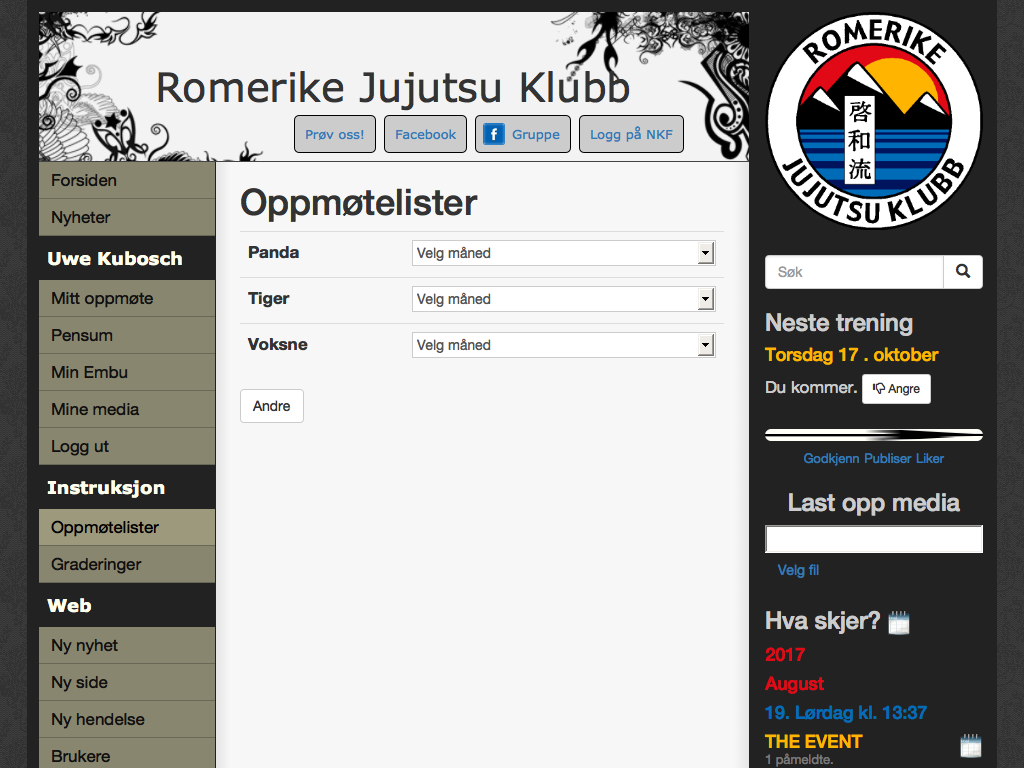 Romerike Jujutsu Klubb
Prøv oss!
Facebook
Gruppe
Logg på NKF
Forsiden
Nyheter
Uwe Kubosch
Mitt oppmøte
Pensum
Min Embu
Mine media
Logg ut
Instruksjon
Oppmøtelister
Graderinger
Web
Ny nyhet
Ny side
Ny hendelse
Brukere
Oppmøtelister
Panda
Velg måned
Tiger
Velg måned
Voksne
Velg måned
Andre
ROMERIKE
啓和流
JUJUTSU KLUBB
Søk
Neste trening
Torsdag 17 . oktober
Du kommer.
Angre
Godkjenn Publiser Liker
Last opp media
Velg fil
Hva skjer?
2017
August
19. Lørdag kl. 13:37
THE EVENT
1 påmeldte.